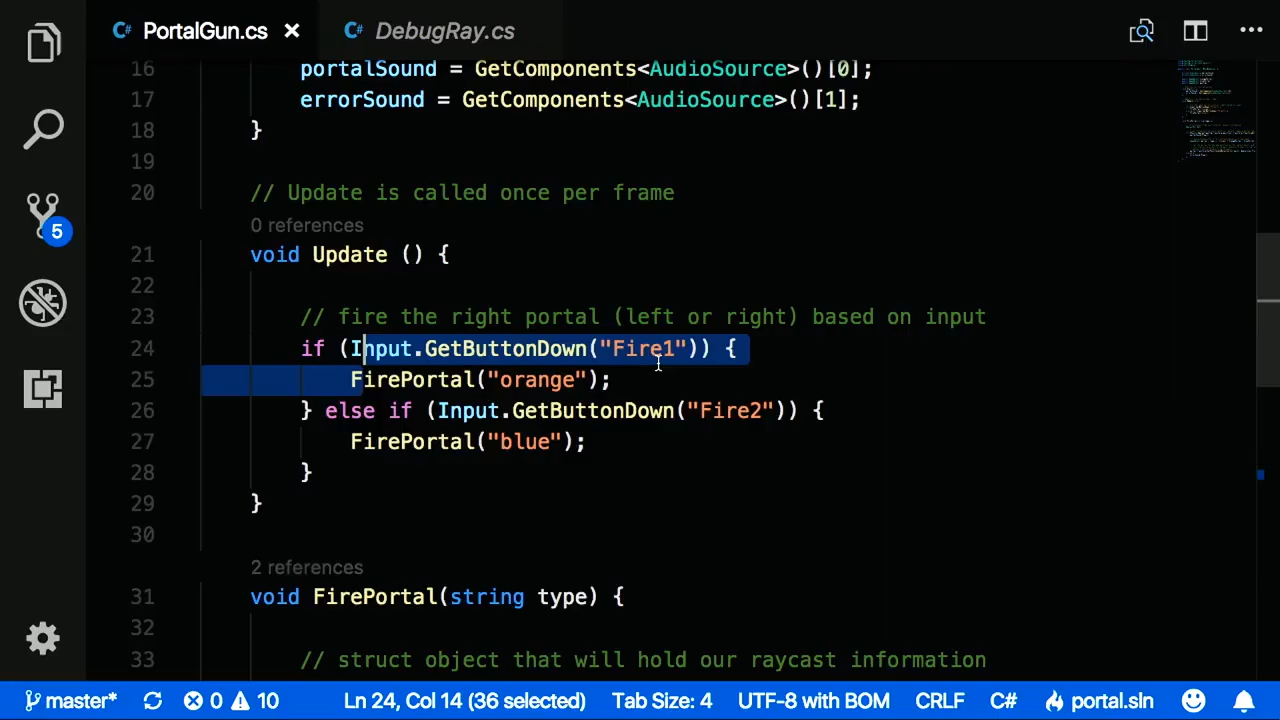 PortalGun.cs
DebugRay.cs
16 portalSound = GetComponents<AudioSource>()[0];
17 errorSound = GetComponents<AudioSource>()[1];
18 }
19
20 // Update is called once per frame
0 references
21 void Update () {
22
23 // fire the right portal (left or right) based on input
24 if (Input.GetButtonDown("Fire1")) {
25 FirePortal("orange");
26 } else if (Input.GetButtonDown("Fire2")) {
27 FirePortal("blue");
28 }
29 }
30
2 references
31 void FirePortal(string type) {
32
33 // struct object that will hold our raycast information
5
master* 0 10 Ln 24, Col 14 (36 selected) Tab Size: 4 UTF-8 with BOM CRLF C# portal.sln